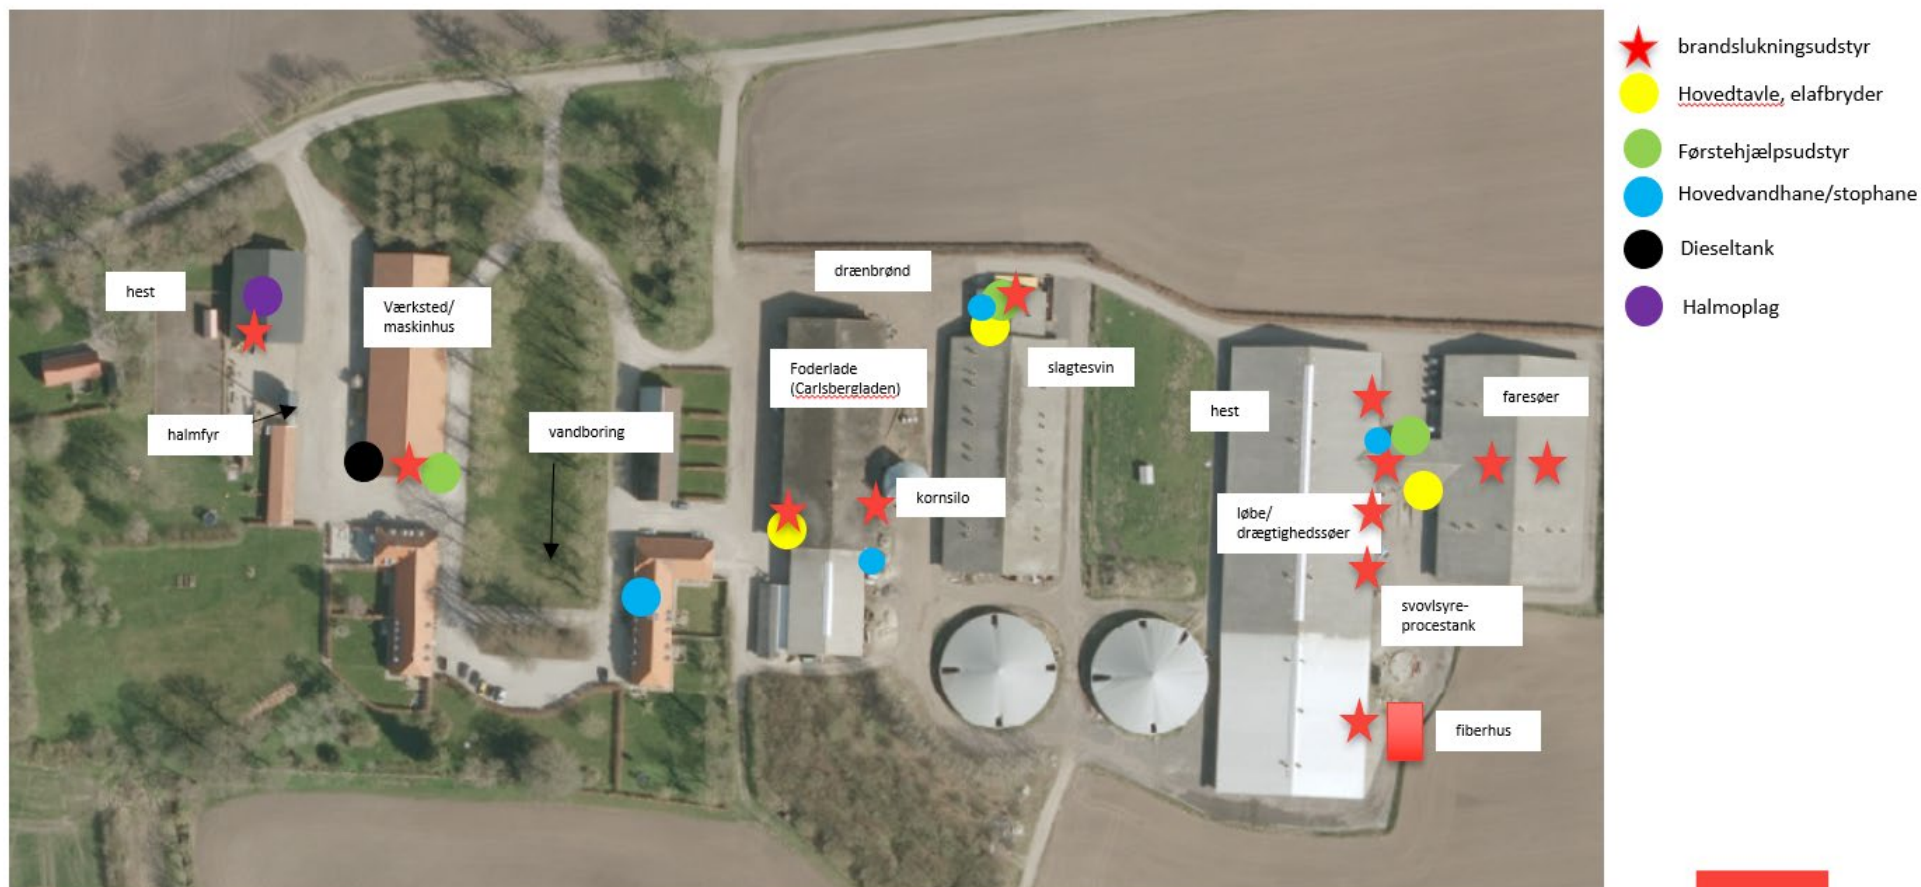 brandslukningsudstyr
Hovedtavle, elafbryder
Førstehjælpsudstyr
Hovedvandhane/stophane
Dieseltank
Halmoplag
hest
Værksted/
maskinhus
halmfyr
vandboring
drænbrønd
Foderlade
(Carlsbergladen)
kornsilo
slagtesvin
hest
faresøer
løbe/
drægtighedssøer
svovlsyre-
procestank
fiberhus